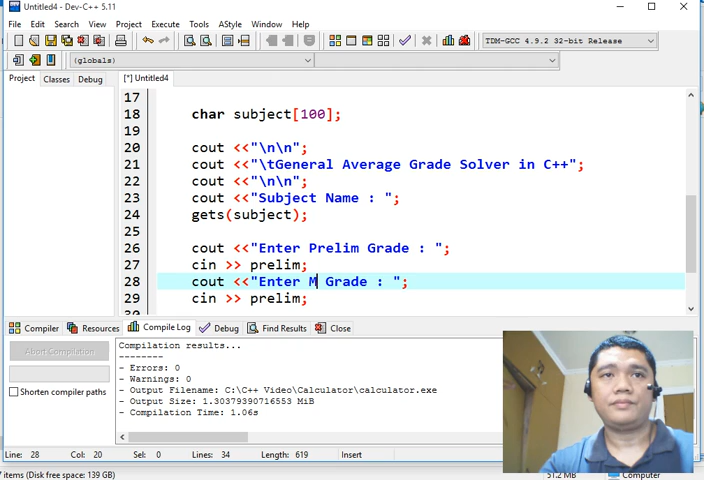 Untitled4 - Dev-C++ 5.11
File Edit Search View Project Execute Tools AStyle Window Help
TDM-GCC 4.9.2 32-bit Release
(globals)
Project Classes Debug
[*] Untitled4
17
18 char subject[100];
19
20 cout <<"\n\n";
21 cout <<"\tGeneral Average Grade Solver in C++";
22 cout <<"\n\n";
23 cout <<"Subject Name : ";
24 gets(subject);
25
26 cout <<"Enter Prelim Grade : ";
27 cin >> prelim;
28 cout <<"Enter M Grade : ";
29 cin >> prelim;
30
Compiler Resources Compile Log Debug Find Results Close
Abort Compilation
Shorten compiler paths
Compilation results...
--------
- Errors: 0
- Warnings: 0
- Output Filename: C:\C++ Video\Calculator\calculator.exe
- Output Size: 1.30379390716553 MiB
- Compilation Time: 1.06s
Line: 28 Col: 20 Sel: 0 Lines: 34 Length: 619 Insert
7 items (Disk free space: 139 GB) 51.2 MB Computer